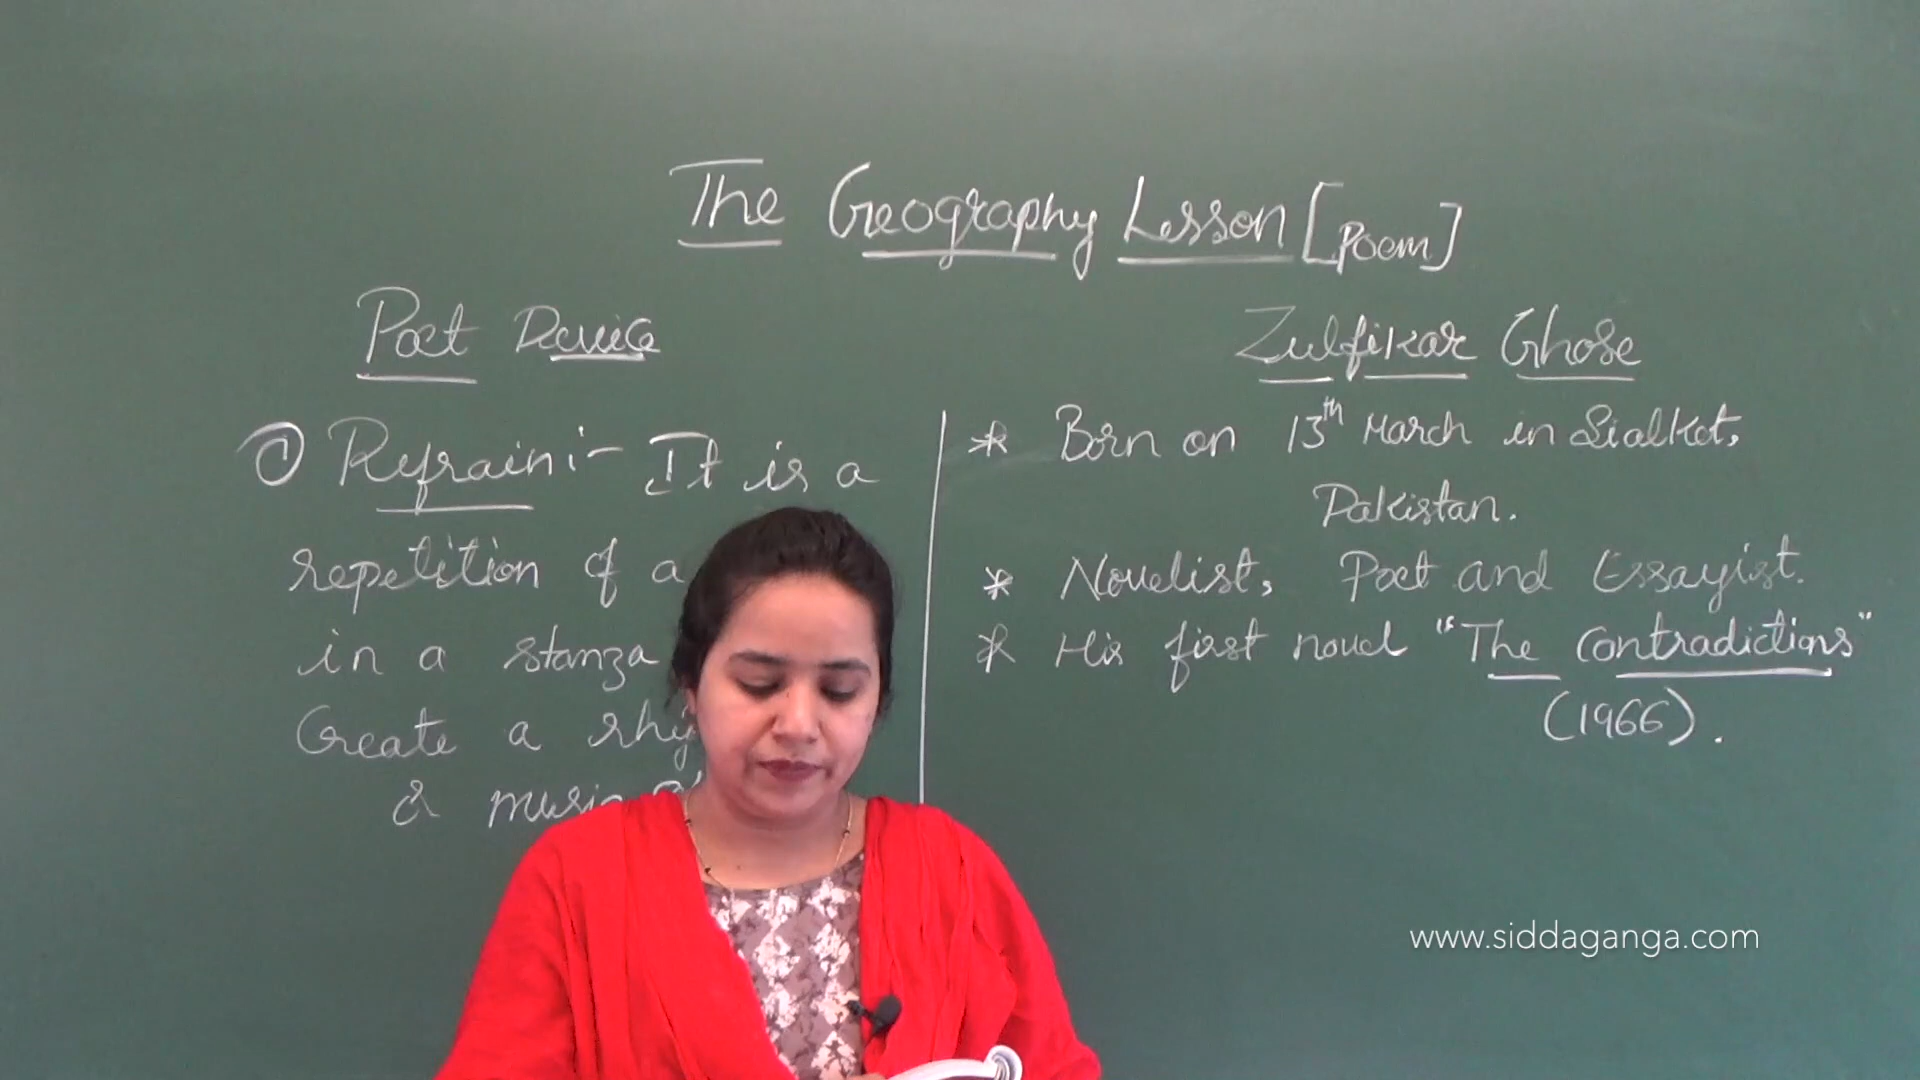 The Geography Lesson [Poem]
Poet Device
① Refrain:- It is a
repetition of a
in a stanza
Create a rhy
& music
Zulfikar Ghose
* Born on 13th March in Sialkot,
Pakistan.
* Novelist, Poet and Essayist.
* His first novel "The Contradictions"
(1966).
www.siddaganga.com